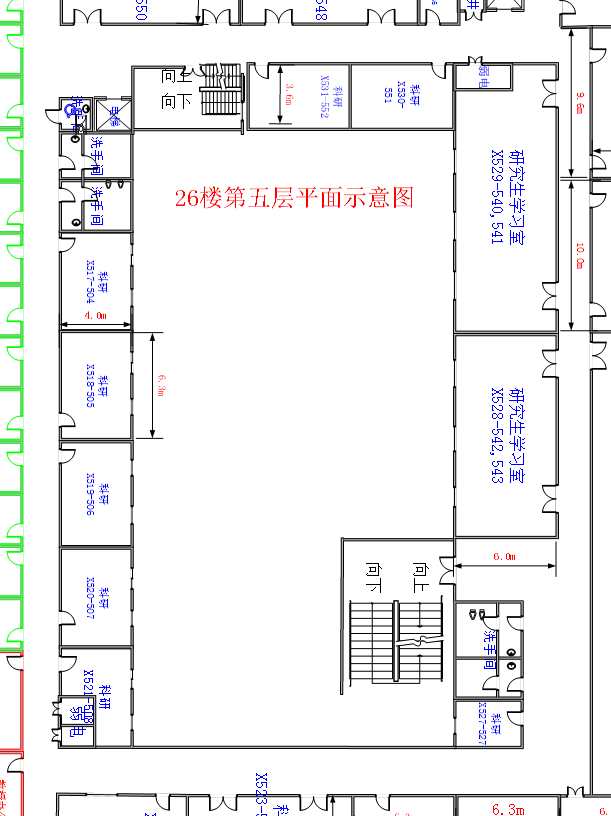 550
548
向上
向下
3.6m
科研
X531-552
科研
X530-
551
弱电
9.6m
洗手间
洗手间
26楼第五层平面示意图
研究生学习室
X529-540,541
10.0m
科研
X517-504
4.0m
科研
X518-505
6.3m
研究生学习室
X528-542,543
科研
X519-506
科研
X520-507
向下
向上
6.0m
洗手间
科研
X521-508
弱电
科研
X527-527
6.3m